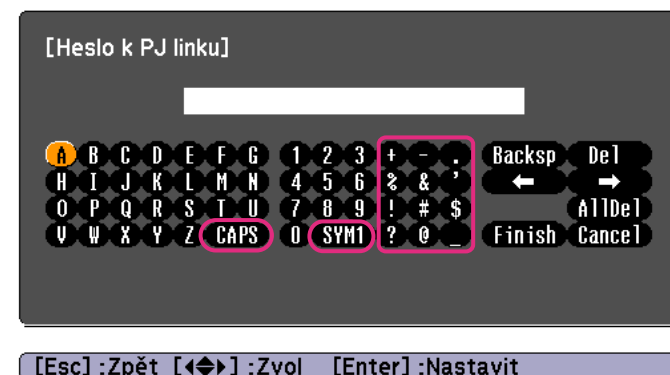 [Heslo k PJ linku]
A B C D E F G 1 2 3 + - . Backsp Del
H I J K L M N 4 5 6 % & ’ ← →
O P Q R S T U 7 8 9 ! # $ AllDel
V W X Y Z CAPS 0 SYM1 ? @ _ Finish Cancel
[Esc] :Zpět [◀◆▶] :Zvol [Enter] :Nastavit